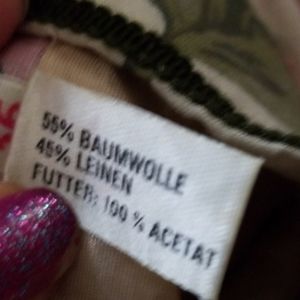 55% BAUMWOLLE
45% LEINEN
FUTTER: 100 % ACETAT